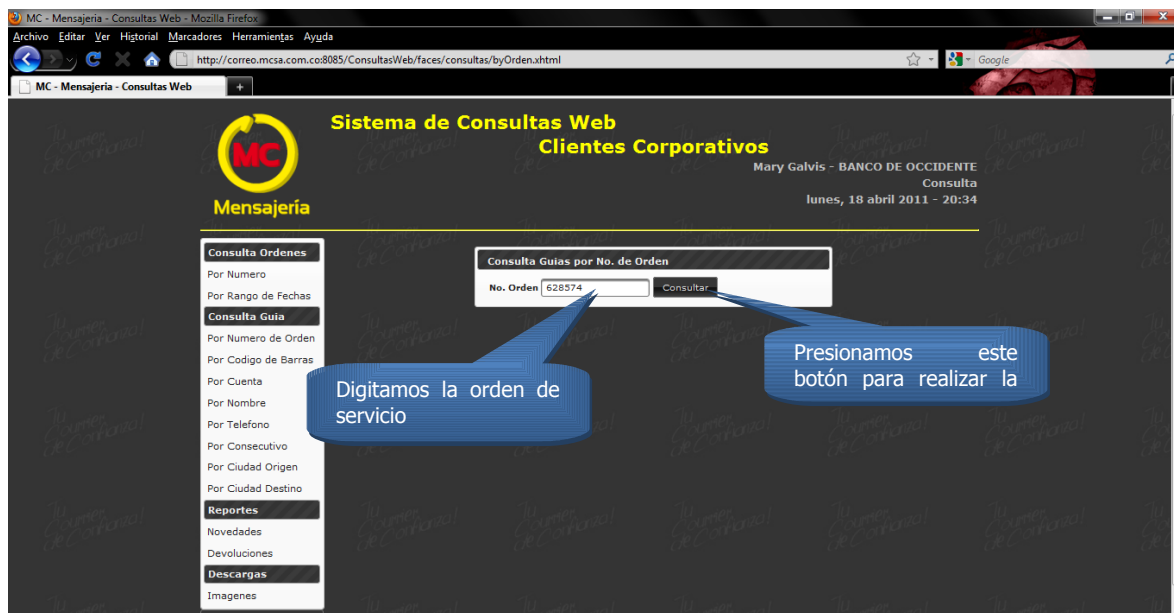 MC - Mensajeria - Consultas Web - Mozilla Firefox
Archivo Editar Ver Historial Marcadores Herramientas Ayuda
http://correo.mcsa.com.co:8085/ConsultasWeb/faces/consultas/byOrden.xhtml
Google
MC - Mensajeria - Consultas Web
Sistema de Consultas Web
Clientes Corporativos
MC
Mensajería
Mary Galvis - BANCO DE OCCIDENTE
Consulta
lunes, 18 abril 2011 - 20:34
Consulta Ordenes
Por Numero
Por Rango de Fechas
Consulta Guia
Por Numero de Orden
Por Codigo de Barras
Por Cuenta
Por Nombre
Por Telefono
Por Consecutivo
Por Ciudad Origen
Por Ciudad Destino
Reportes
Novedades
Devoluciones
Descargas
Imagenes
Consulta Guias por No. de Orden
No. Orden 628574 Consultar
Digitamos la orden de
servicio
Presionamos este
botón para realizar la